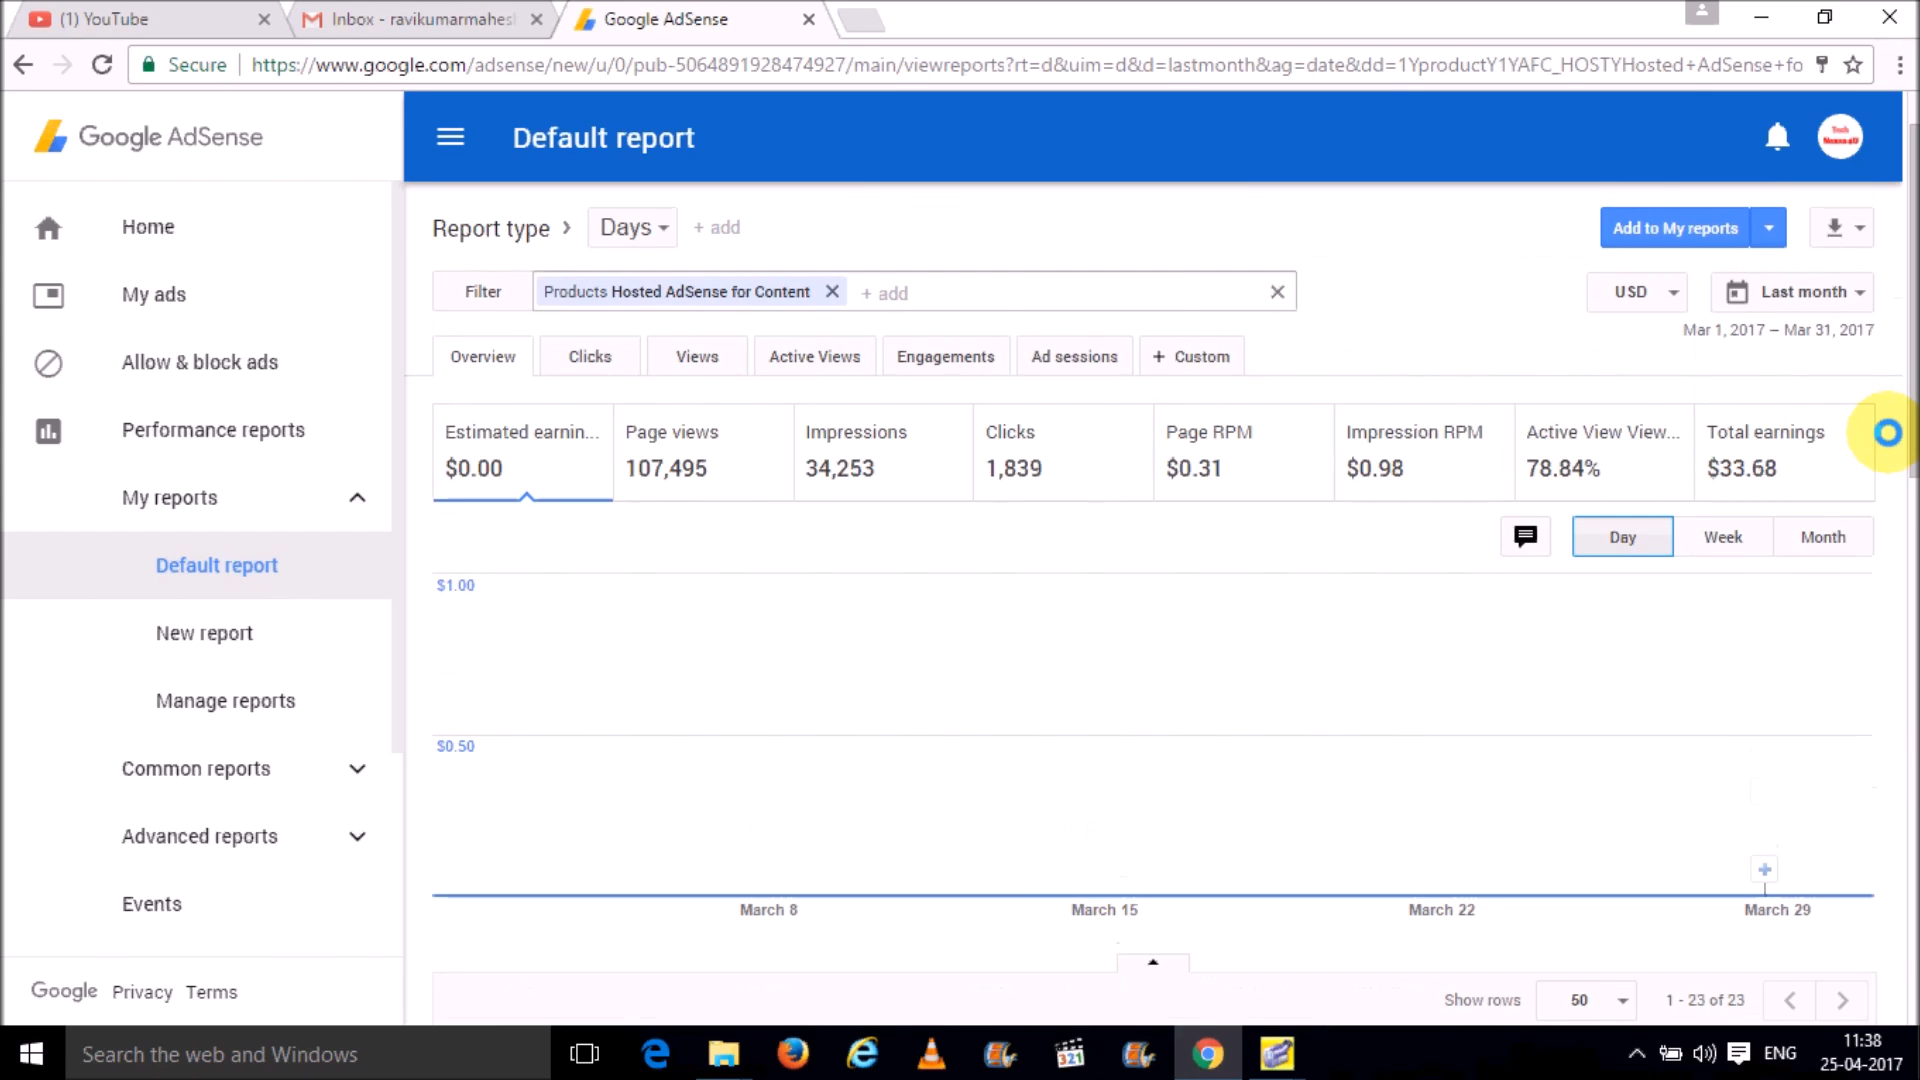 (1) YouTube
Inbox - ravikumarmahesh
Google AdSense
Secure
https://www.google.com/adsense/new/u/0/pub-5064891928474927/main/viewreports?rt=d&uim=d&d=lastmonth&ag=date&dd=1YproductY1YAFC_HOSTYHosted+AdSense+fo
Google AdSense
Default report
Tech
Home
My ads
Allow & block ads
Performance reports
My reports
Default report
New report
Manage reports
Common reports
Advanced reports
Events
Google Privacy Terms
Report type › Days + add
Add to My reports
Filter Products Hosted AdSense for Content + add
USD Last month
Mar 1, 2017 – Mar 31, 2017
Overview Clicks Views Active Views Engagements Ad sessions + Custom
Estimated earnin... Page views Impressions Clicks Page RPM Impression RPM Active View View... Total earnings
$0.00 107,495 34,253 1,839 $0.31 $0.98 78.84% $33.68
Day Week Month
$1.00
$0.50
+
March 8 March 15 March 22 March 29
Show rows 50 1 - 23 of 23
Search the web and Windows
321
ENG
11:38
25-04-2017